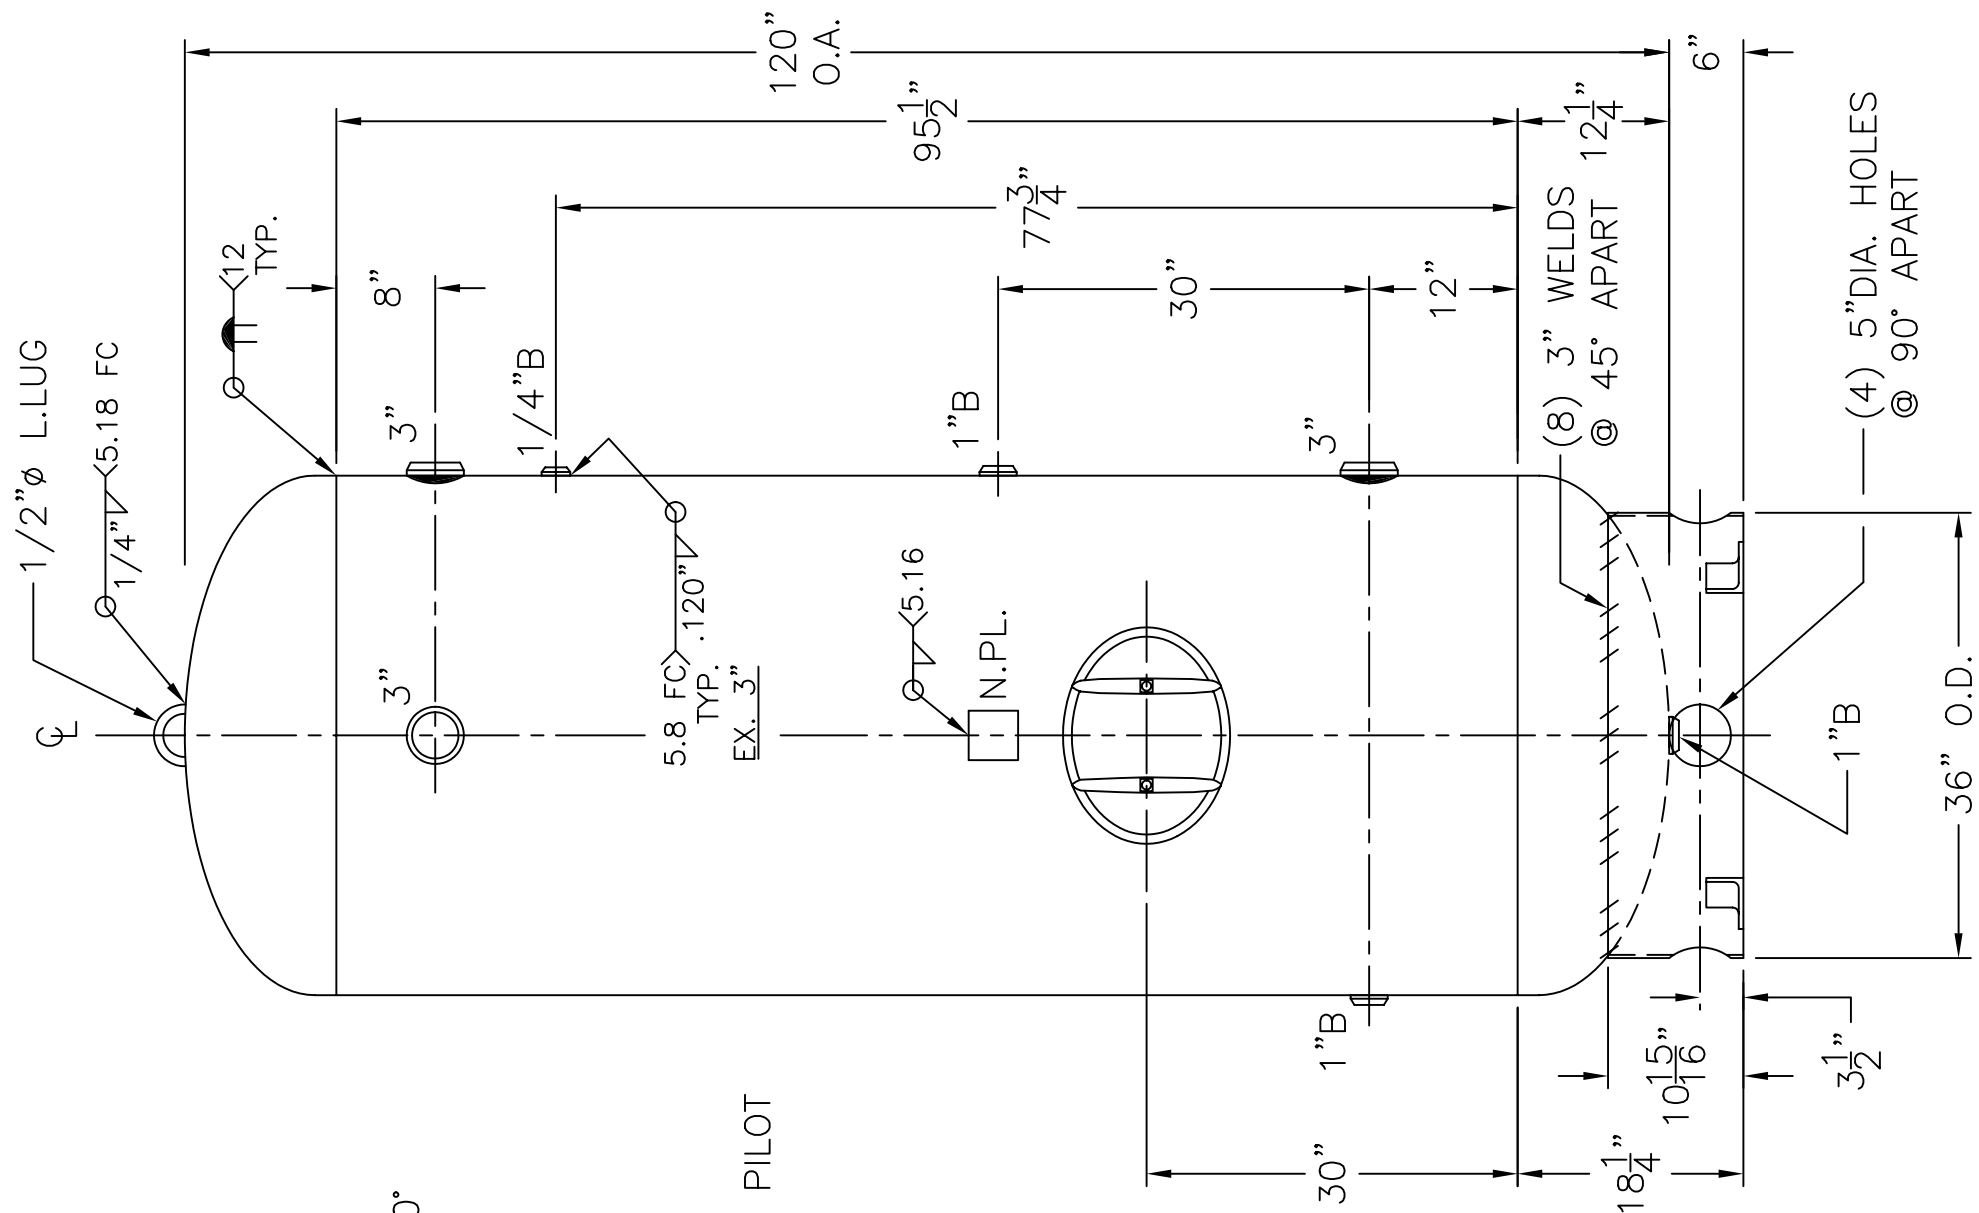 1/2"ø L.LUG
5.18 FC
1/4"
12
TYP.
℄
3"
8"
3"
1/4"B
5.8 FC
.120"
TYP.
EX. 3"
5.16
N.PL.
1"B
3"
1"B
PILOT
0°
120"
O.A.
95 1/2"
77 3/4"
30"
12"
12 1/4"
6"
(8) 3" WELDS
@ 45° APART
(4) 5"DIA. HOLES
@ 90° APART
1"B
36" O.D.
10 15/16"
3 1/2"
30"
18 1/4"